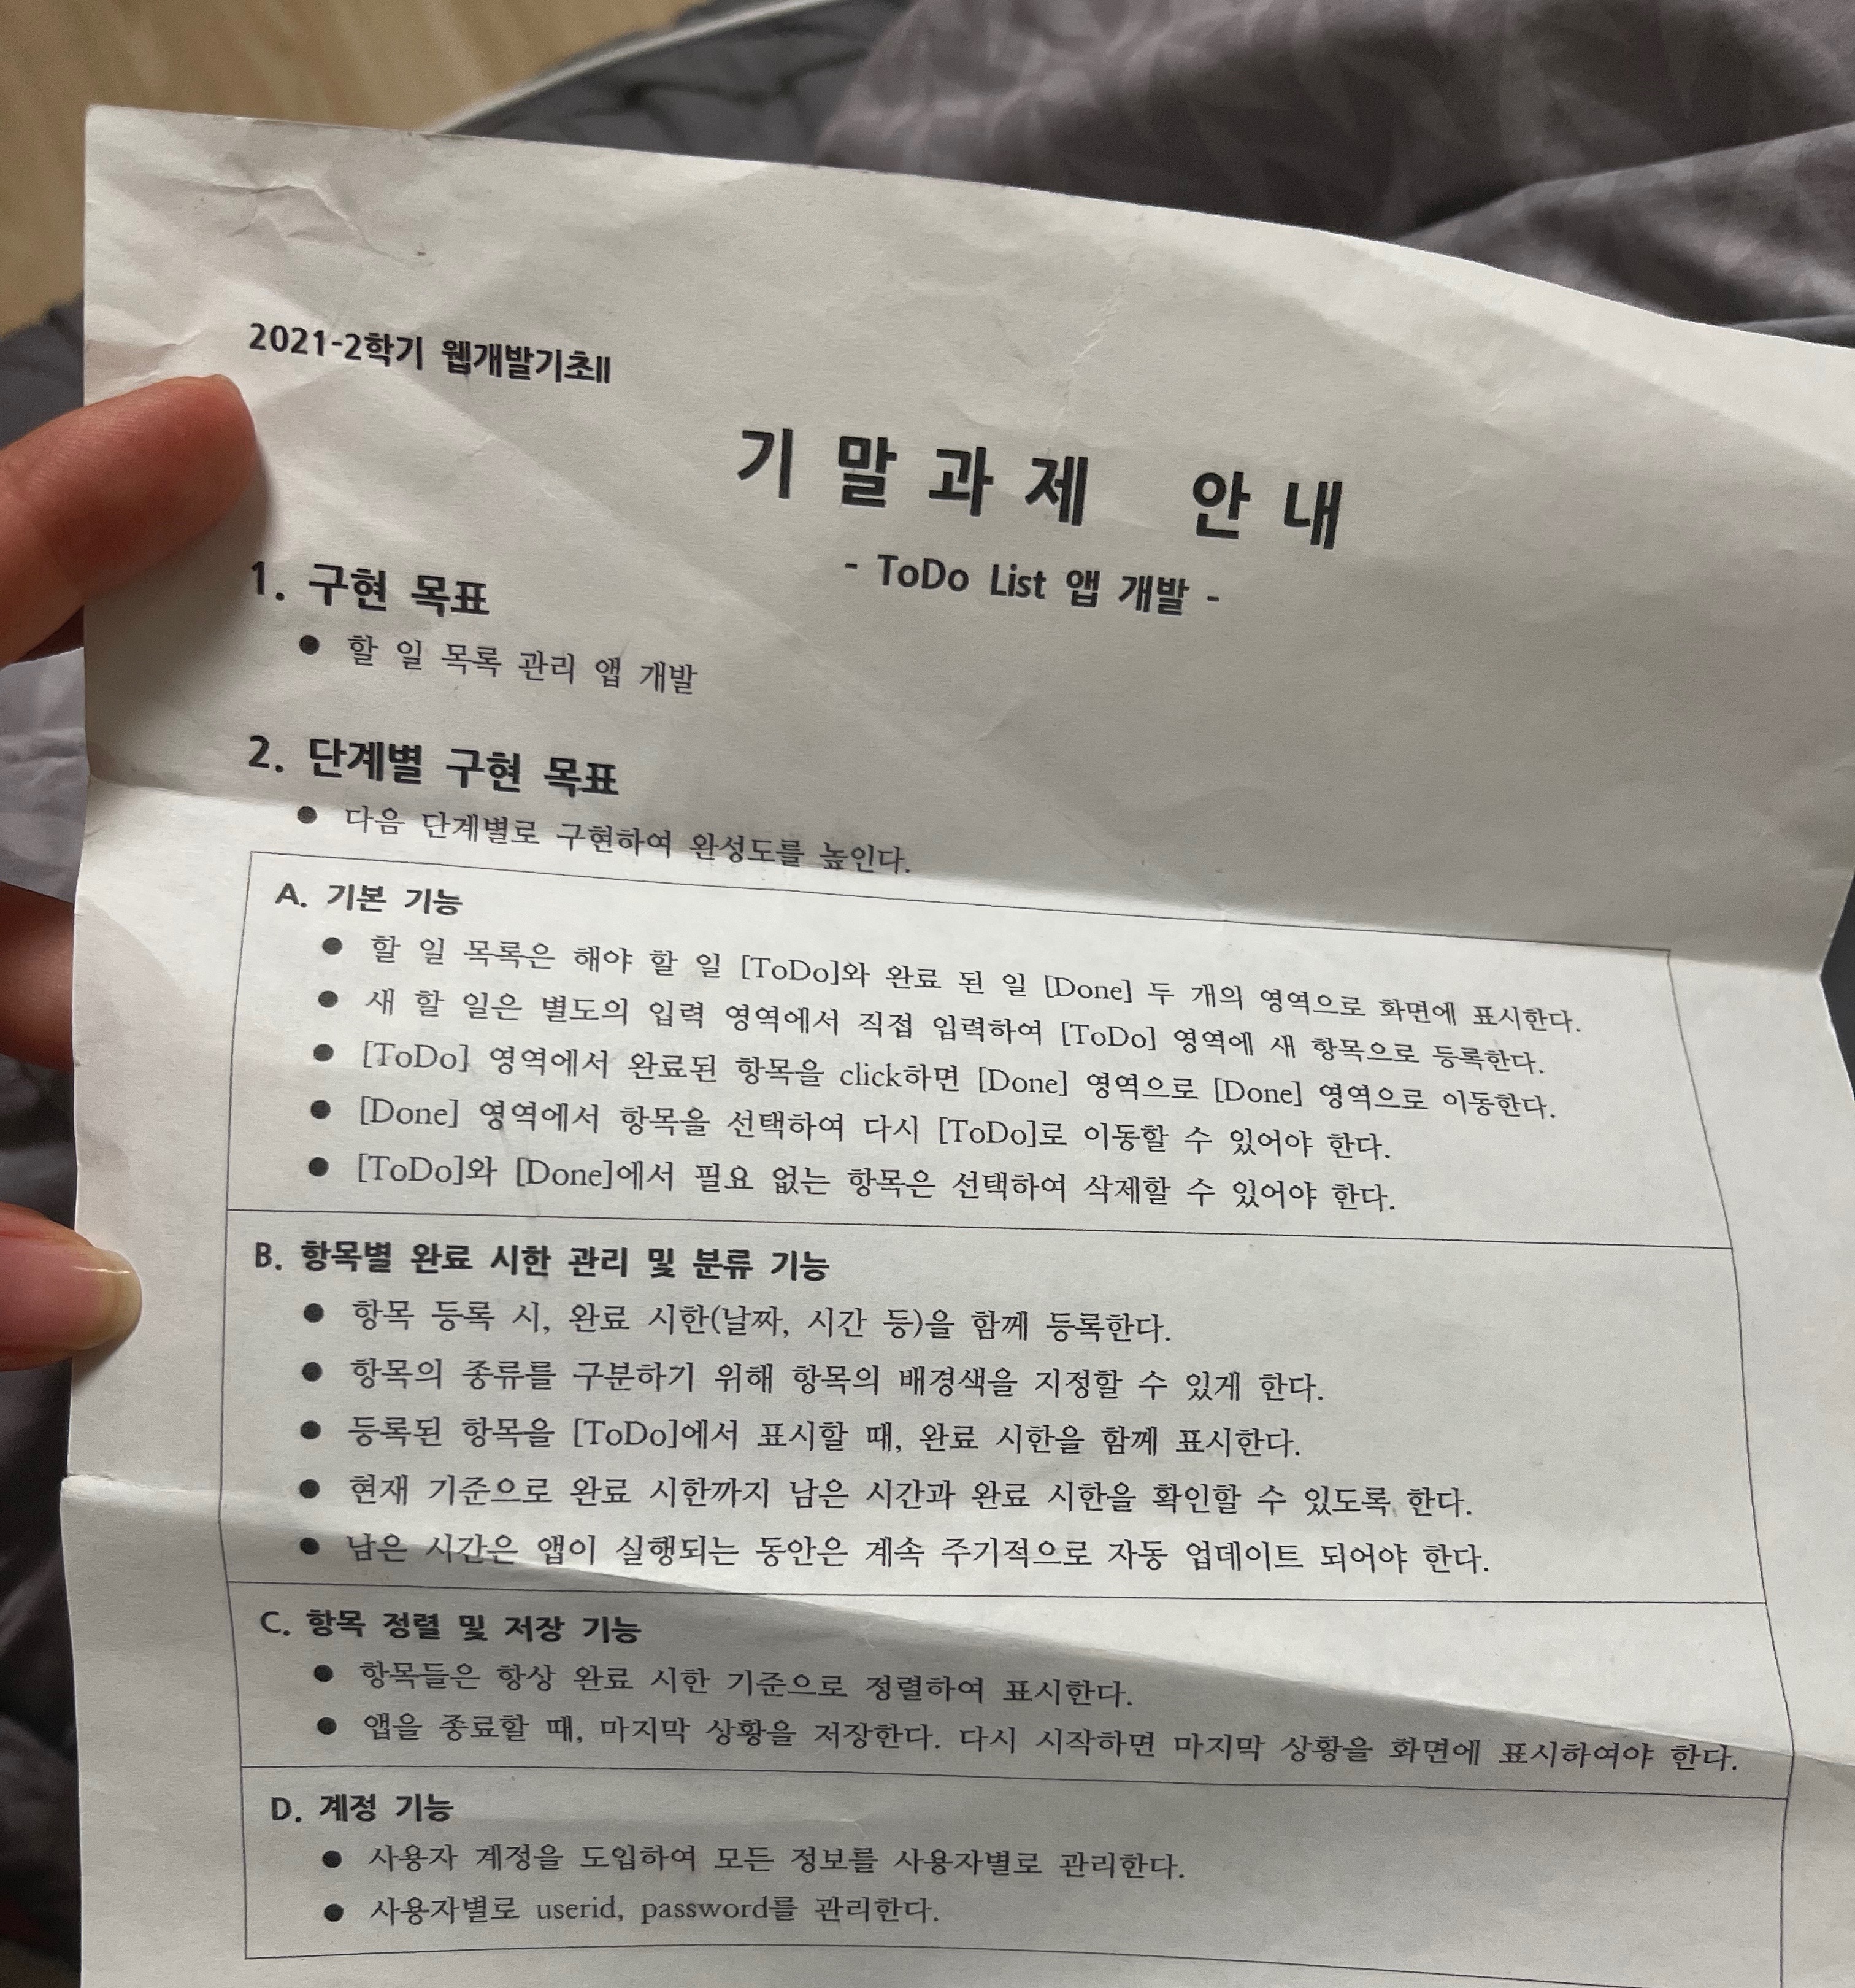 2021-2학기 웹개발기초II
기말과제 안내
- ToDo List 앱 개발 -
1. 구현 목표
● 할 일 목록 관리 앱 개발
2. 단계별 구현 목표
● 다음 단계별로 구현하여 완성도를 높인다.
A. 기본 기능
● 할 일 목록은 해야 할 일 [ToDo]와 완료 된 일 [Done] 두 개의 영역으로 화면에 표시한다.
● 새 할 일은 별도의 입력 영역에서 직접 입력하여 [ToDo] 영역에 새 항목으로 등록한다.
● [ToDo] 영역에서 완료된 항목을 click하면 [Done] 영역으로 [Done] 영역으로 이동한다.
● [Done] 영역에서 항목을 선택하여 다시 [ToDo]로 이동할 수 있어야 한다.
● [ToDo]와 [Done]에서 필요 없는 항목은 선택하여 삭제할 수 있어야 한다.
B. 항목별 완료 시한 관리 및 분류 기능
● 항목 등록 시, 완료 시한(날짜, 시간 등)을 함께 등록한다.
● 항목의 종류를 구분하기 위해 항목의 배경색을 지정할 수 있게 한다.
● 등록된 항목을 [ToDo]에서 표시할 때, 완료 시한을 함께 표시한다.
● 현재 기준으로 완료 시한까지 남은 시간과 완료 시한을 확인할 수 있도록 한다.
● 남은 시간은 앱이 실행되는 동안은 계속 주기적으로 자동 업데이트 되어야 한다.
C. 항목 정렬 및 저장 기능
● 항목들은 항상 완료 시한 기준으로 정렬하여 표시한다.
● 앱을 종료할 때, 마지막 상황을 저장한다. 다시 시작하면 마지막 상황을 화면에 표시하여야 한다.
D. 계정 기능
● 사용자 계정을 도입하여 모든 정보를 사용자별로 관리한다.
● 사용자별로 userid, password를 관리한다.